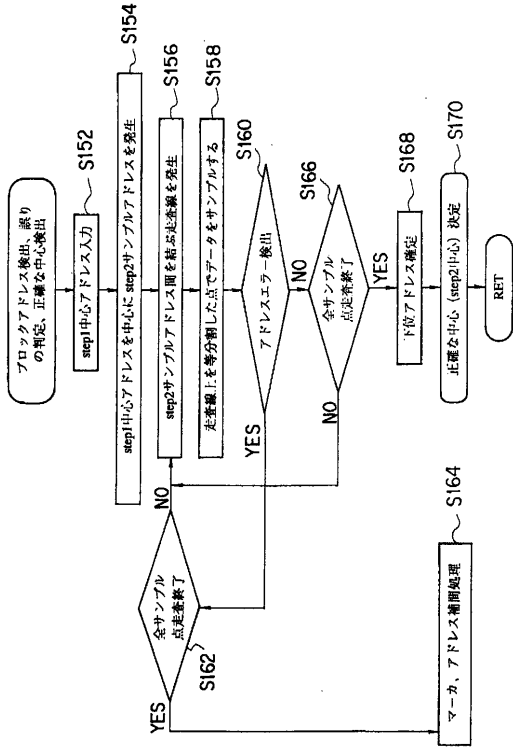 ブロックアドレス検出、誤り
の判定、正確な中心検出
step1中心アドレス入力
S152
step1中心アドレスを中心に step2サンプルアドレスを発生
S154
step2サンプルアドレス間を結ぶ走査線を発生
S156
走査線上を等分割した点でデータをサンプルする
S158
アドレスエラー検出
S160
YES
NO
全サンプル
点走査終了
S162
NO
YES
マーカ、アドレス補間処理
S164
全サンプル
点走査終了
S166
NO
YES
下位アドレス確定
S168
正確な中心（step2中心）決定
S170
RET